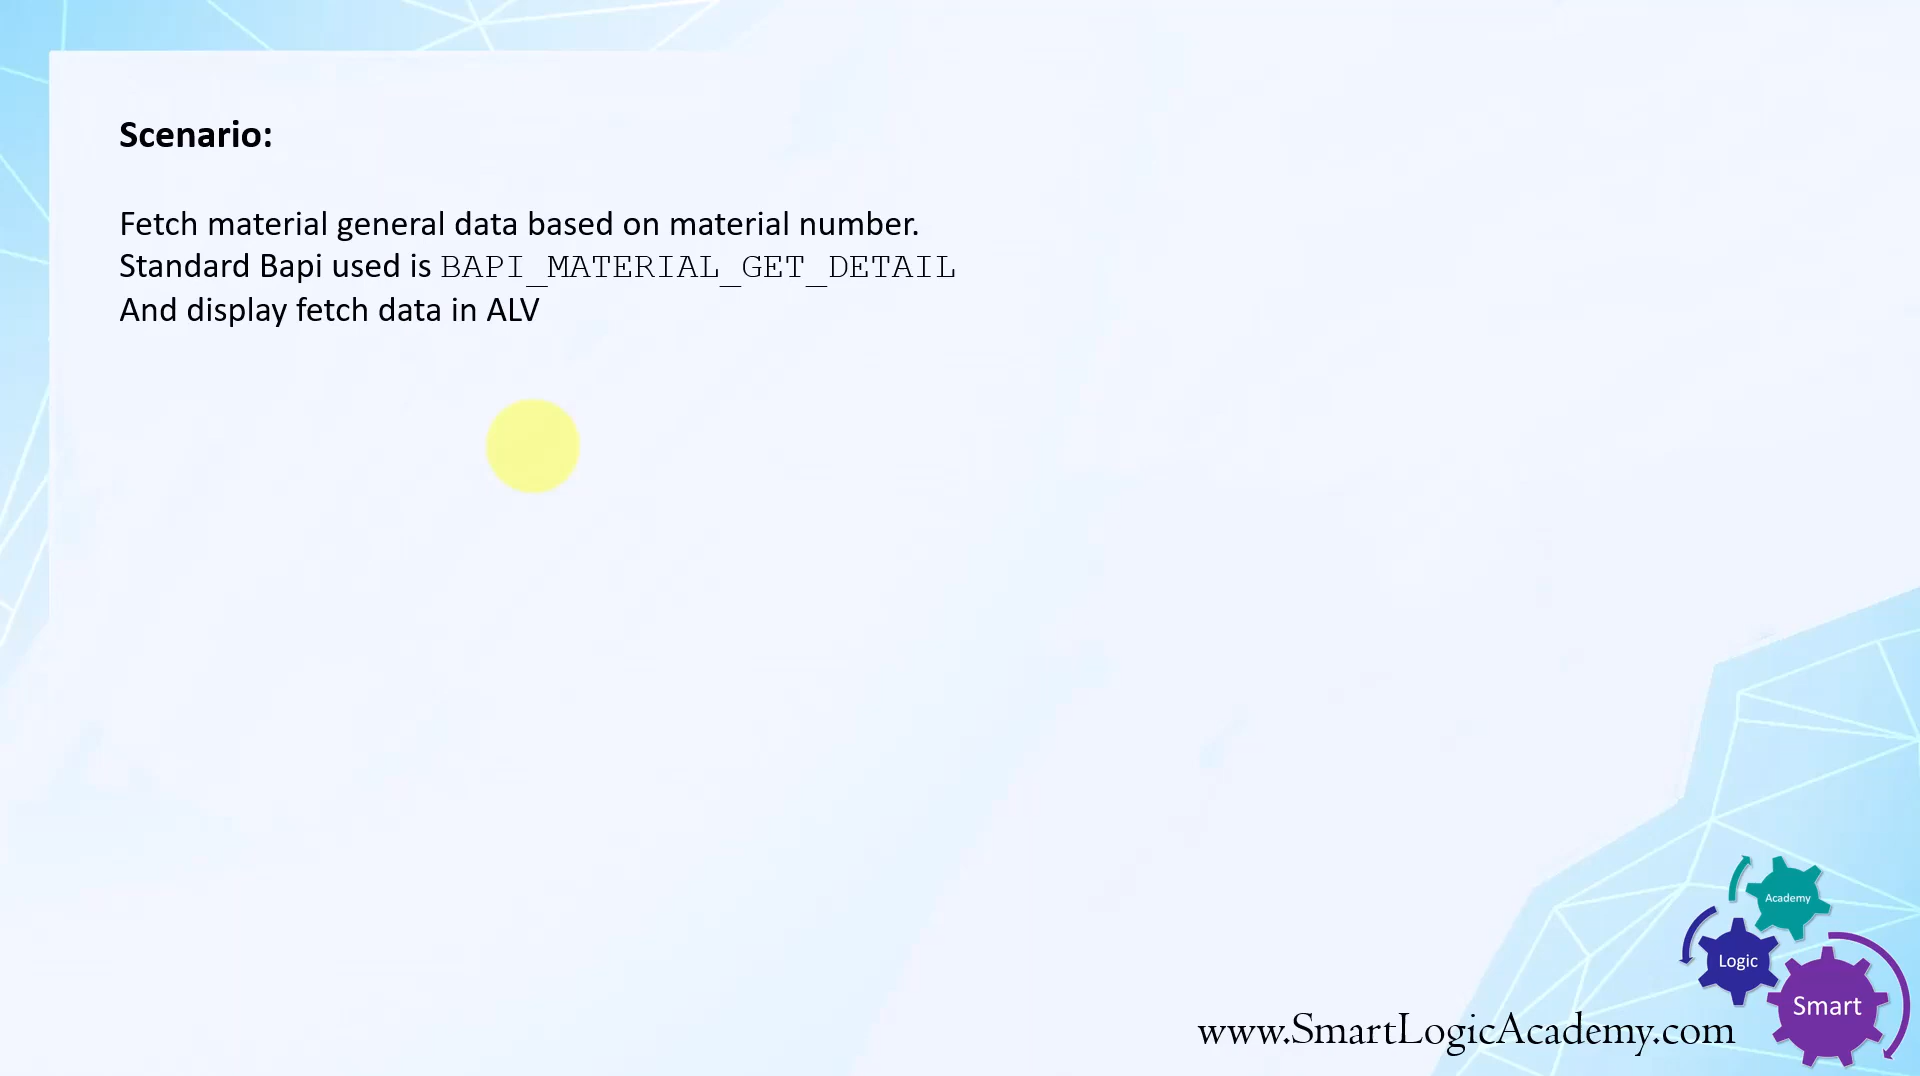 Scenario:
Fetch material general data based on material number.
Standard Bapi used is BAPI_MATERIAL_GET_DETAIL
And display fetch data in ALV
Academy
Logic
Smart
www.SmartLogicAcademy.com